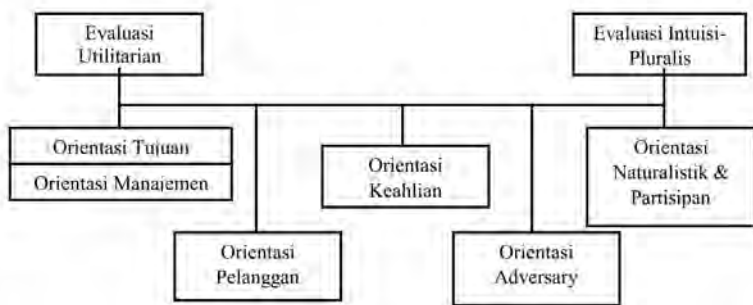 Evaluasi
Utilitarian
Evaluasi Intuisi-
Pluralis
Orientasi Tujuan
Orientasi Manajemen
Orientasi
Keahlian
Orientasi
Naturalistik &
Partisipan
Orientasi
Pelanggan
Orientasi
Adversary